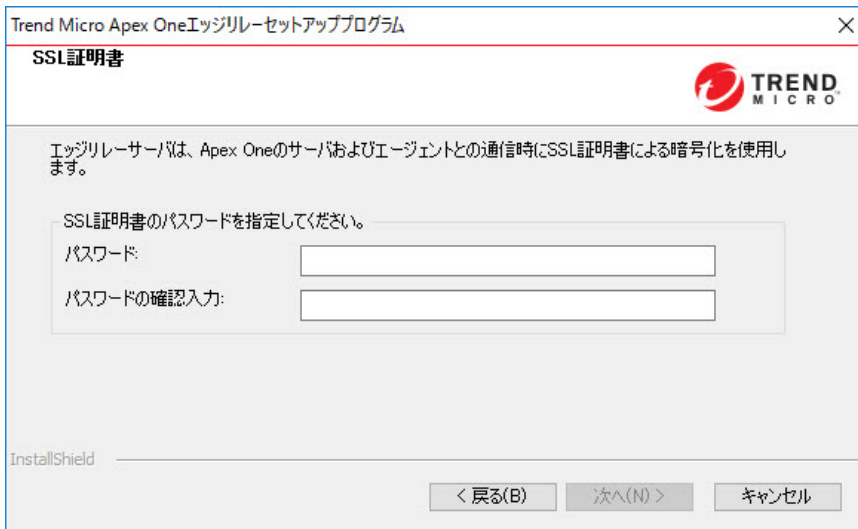 Trend Micro Apex Oneエッジリレーセットアッププログラム
SSL証明書
TREND
MICRO
エッジリレーサーバは、Apex Oneのサーバおよびエージェントとの通信時にSSL証明書による暗号化を使用し
ます。
SSL証明書のパスワードを指定してください。
パスワード:
パスワードの確認入力:
InstallShield
< 戻る(B)
次へ(N) >
キャンセル